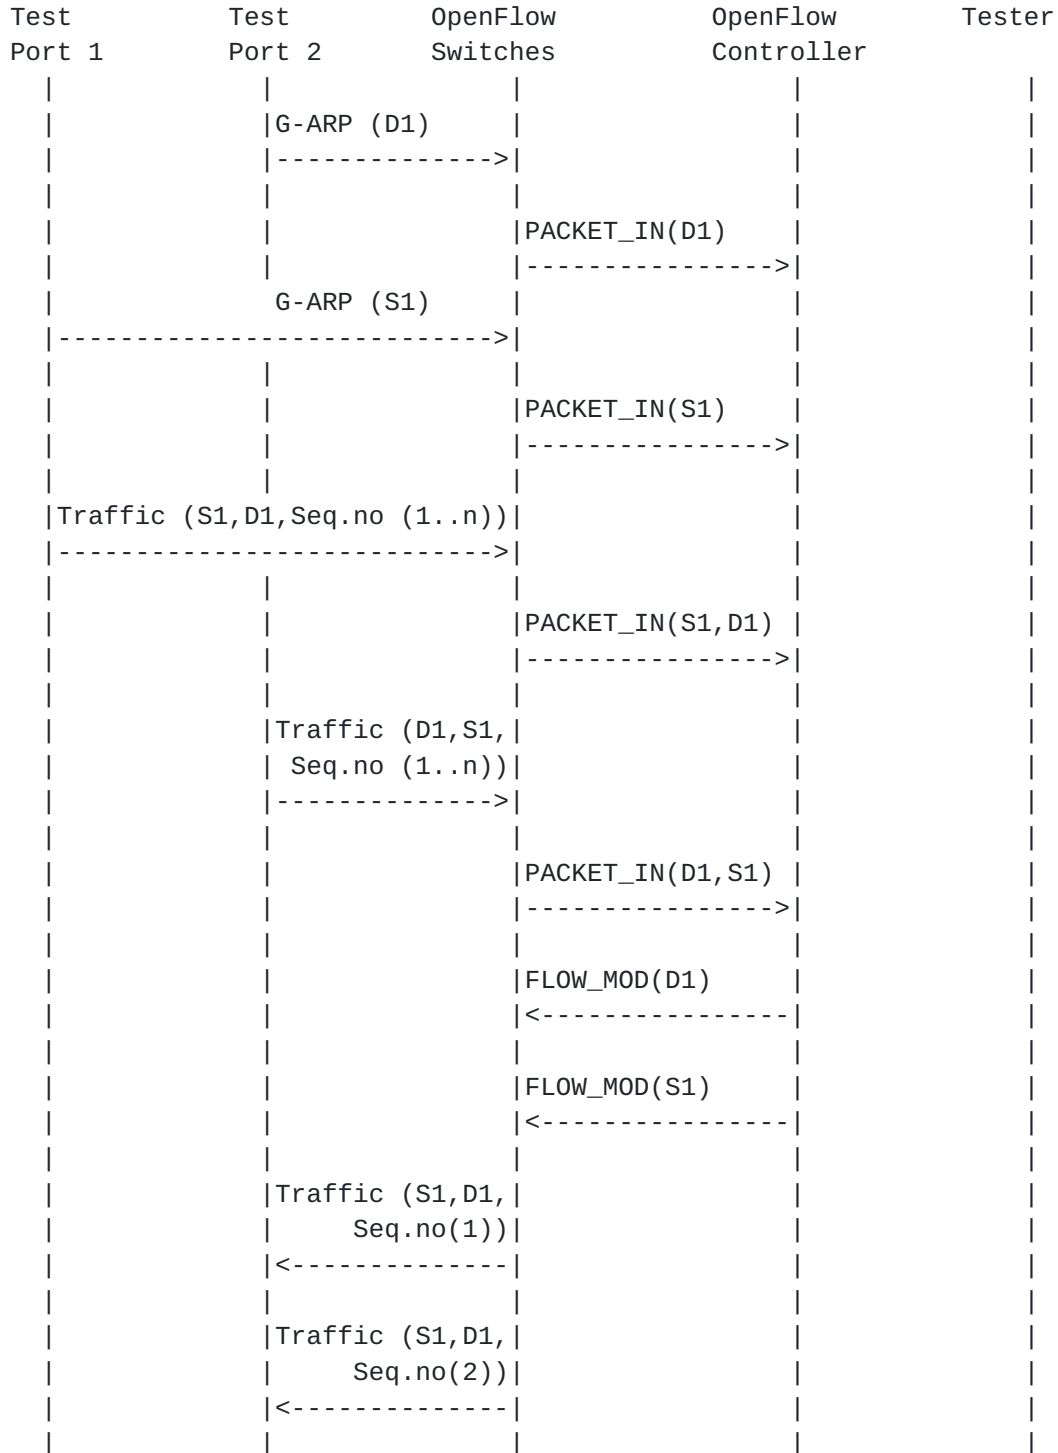 Test        Test         OpenFlow          OpenFlow        Tester
Port 1        Port 2       Switches          Controller
G-ARP (D1)
PACKET_IN(D1)
G-ARP (S1)
PACKET_IN(S1)
Traffic (S1,D1,Seq.no (1..n))
PACKET_IN(S1,D1)
Traffic (D1,S1,
Seq.no (1..n))
PACKET_IN(D1,S1)
FLOW_MOD(D1)
FLOW_MOD(S1)
Traffic (S1,D1,
Seq.no(1))
Traffic (S1,D1,
Seq.no(2))